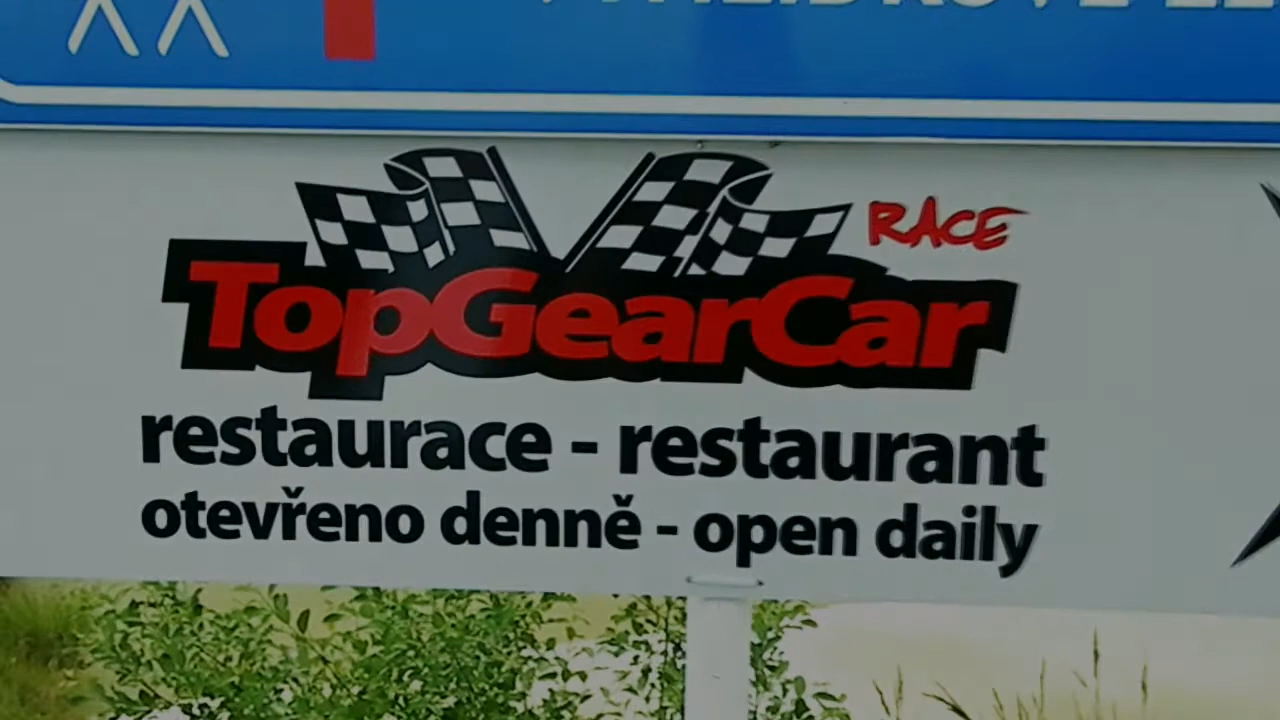 RACE
TopGearCar
restaurace - restaurant
otevřeno denně - open daily